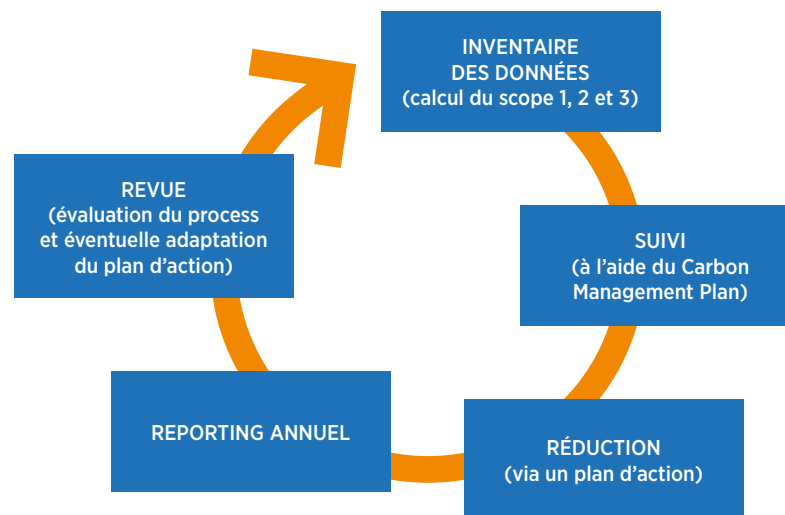 INVENTAIRE
DES DONNÉES
(calcul du scope 1, 2 et 3)
SUIVI
(à l’aide du Carbon
Management Plan)
RÉDUCTION
(via un plan d’action)
REPORTING ANNUEL
REVUE
(évaluation du process
et éventuelle adaptation
du plan d’action)